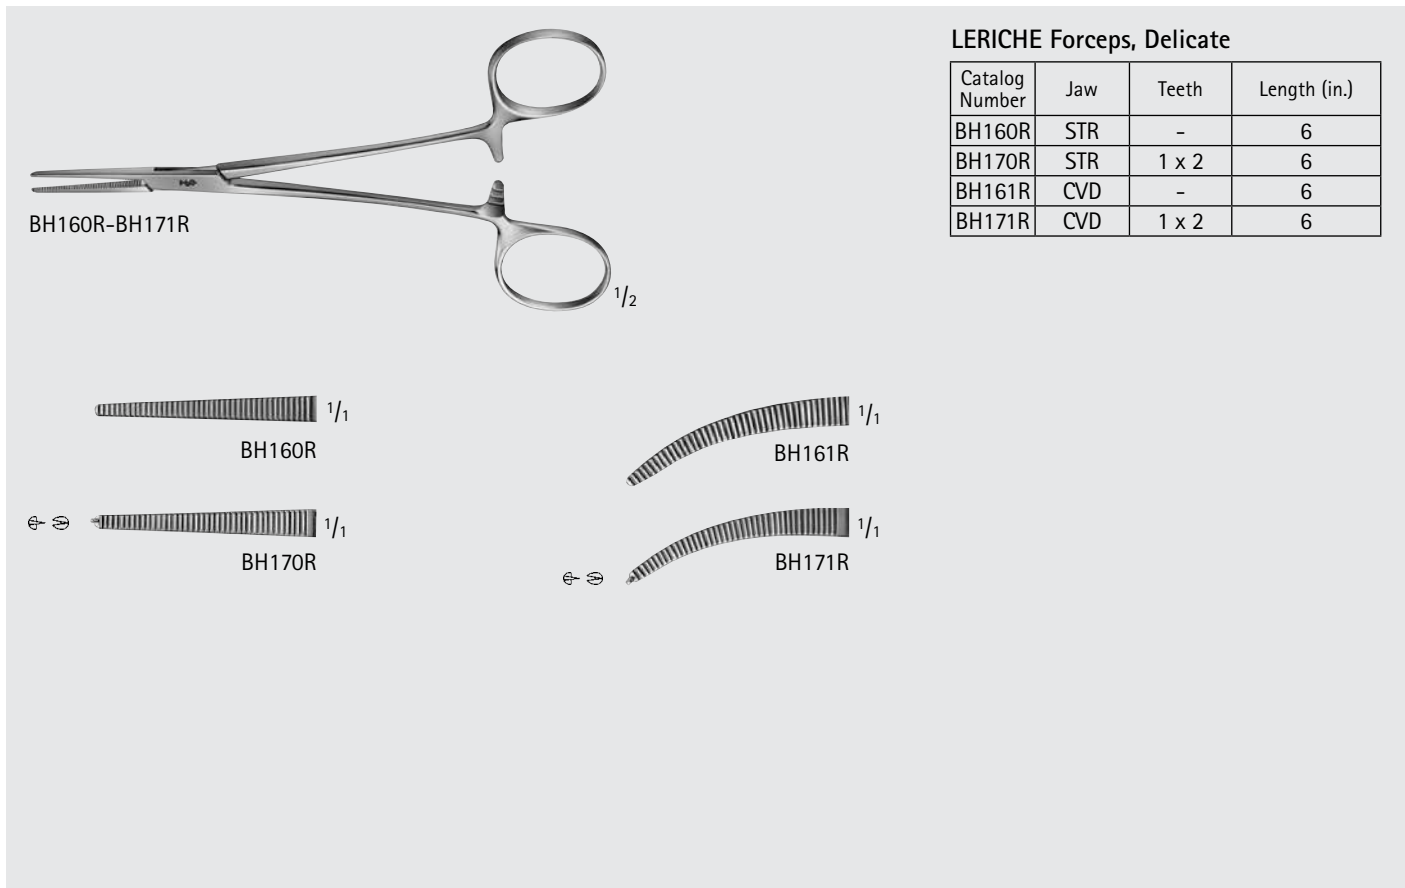 LERICHE Forceps, Delicate
Catalog Number Jaw Teeth Length (in.)
BH160R STR - 6
BH170R STR 1 x 2 6
BH161R CVD - 6
BH171R CVD 1 x 2 6
BH160R-BH171R
1/2
1/1
BH160R
1/1
BH161R
1/1
BH170R
1/1
BH171R